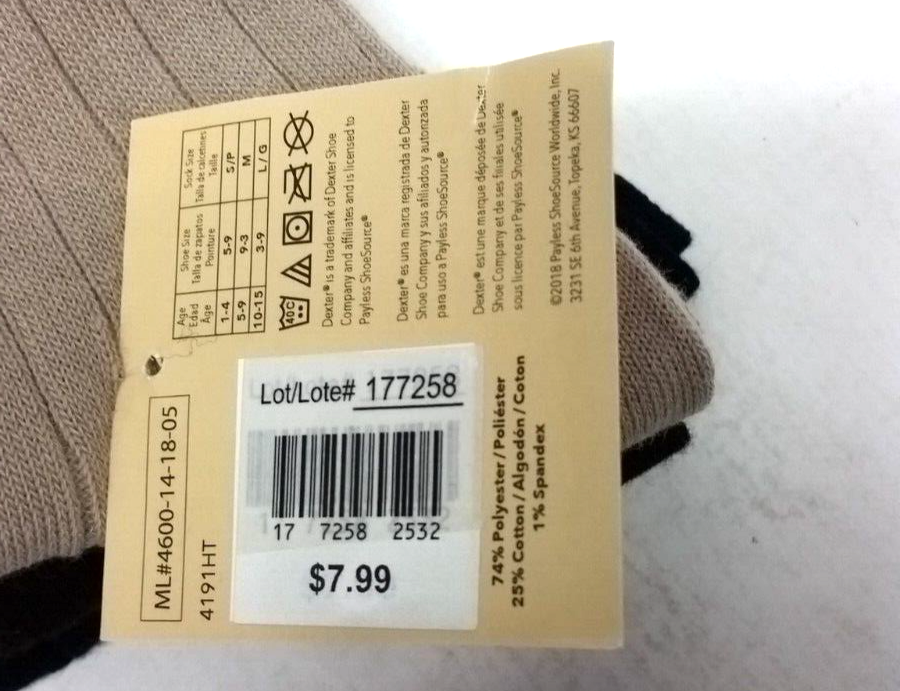 Age Shoe Size Sock Size
Edad Talla de zapatos Talla de calcetines
Âge Pointure Taille
1-4 5-9 S/P
5-9 9-3 M
10-15 3-9 L/G
40C
Dexter® is a trademark of Dexter Shoe
Company and affiliates and is licensed to
Payless ShoeSource®
Dexter® es una marca registrada de Dexter
Shoe Company y sus afiliados y autorizada
para uso a Payless ShoeSource®
Dexter® est une marque déposée de Dexter
Shoe Company et de ses filiales utilisée
sous licence par Payless ShoeSource®
©2018 Payless ShoeSource Worldwide, Inc.
3231 SE 6th Avenue, Topeka, KS 66607
ML#4600-14-18-05
4191HT
Lot/Lote# 177258
17 7258 2532
$7.99
74% Polyester / Poliéster
25% Cotton / Algodón / Coton
1% Spandex